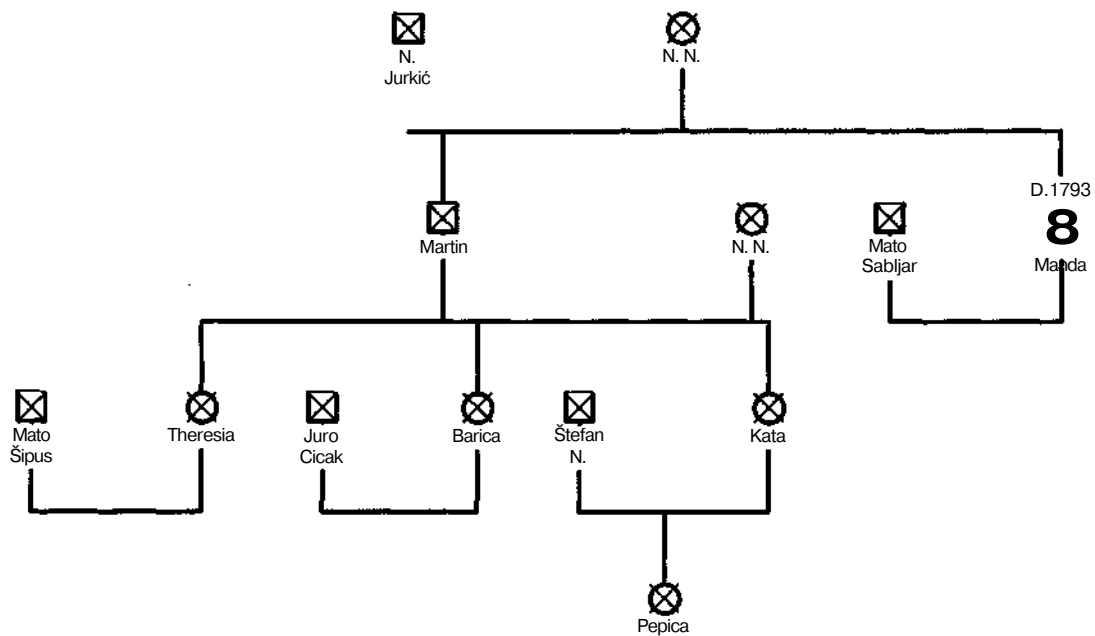 N.
Jurkić
N. N.
D.1793
8
Martin
N. N.
Mato
Sabljar
Manda
Mato
Šipus
Theresia
Juro
Cicak
Barica
Štefan
N.
Kata
Pepica